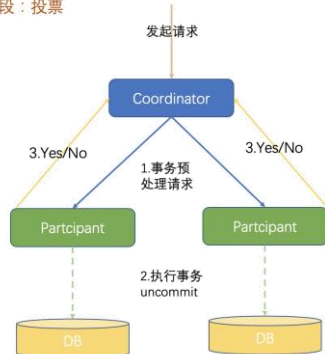 段：投票
发起请求
Coordinator
3.Yes/No
3.Yes/No
1.事务预
处理请求
Partcipant
Partcipant
2.执行事务
uncommit
DB
DB